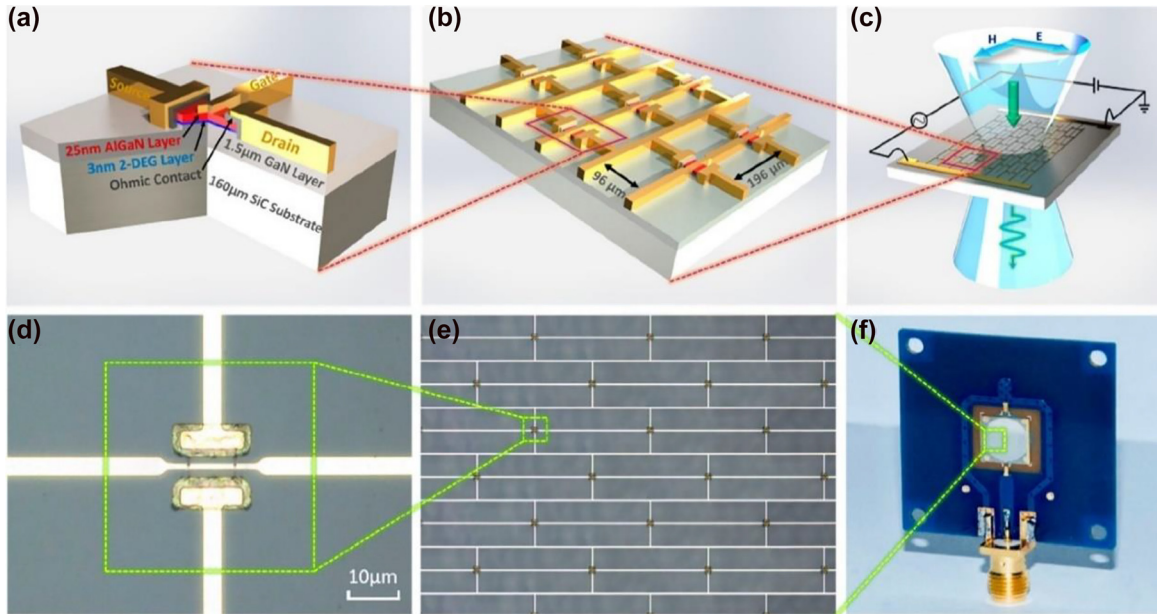 (a)
Source
Gate
25nm AlGaN Layer
3nm 2-DEG Layer
Ohmic Contact
Drain
1.5μm GaN Layer
160μm SiC Substrate
(b)
96 μm
196 μm
(c)
H
E
(d)
10μm
(e)
(f)